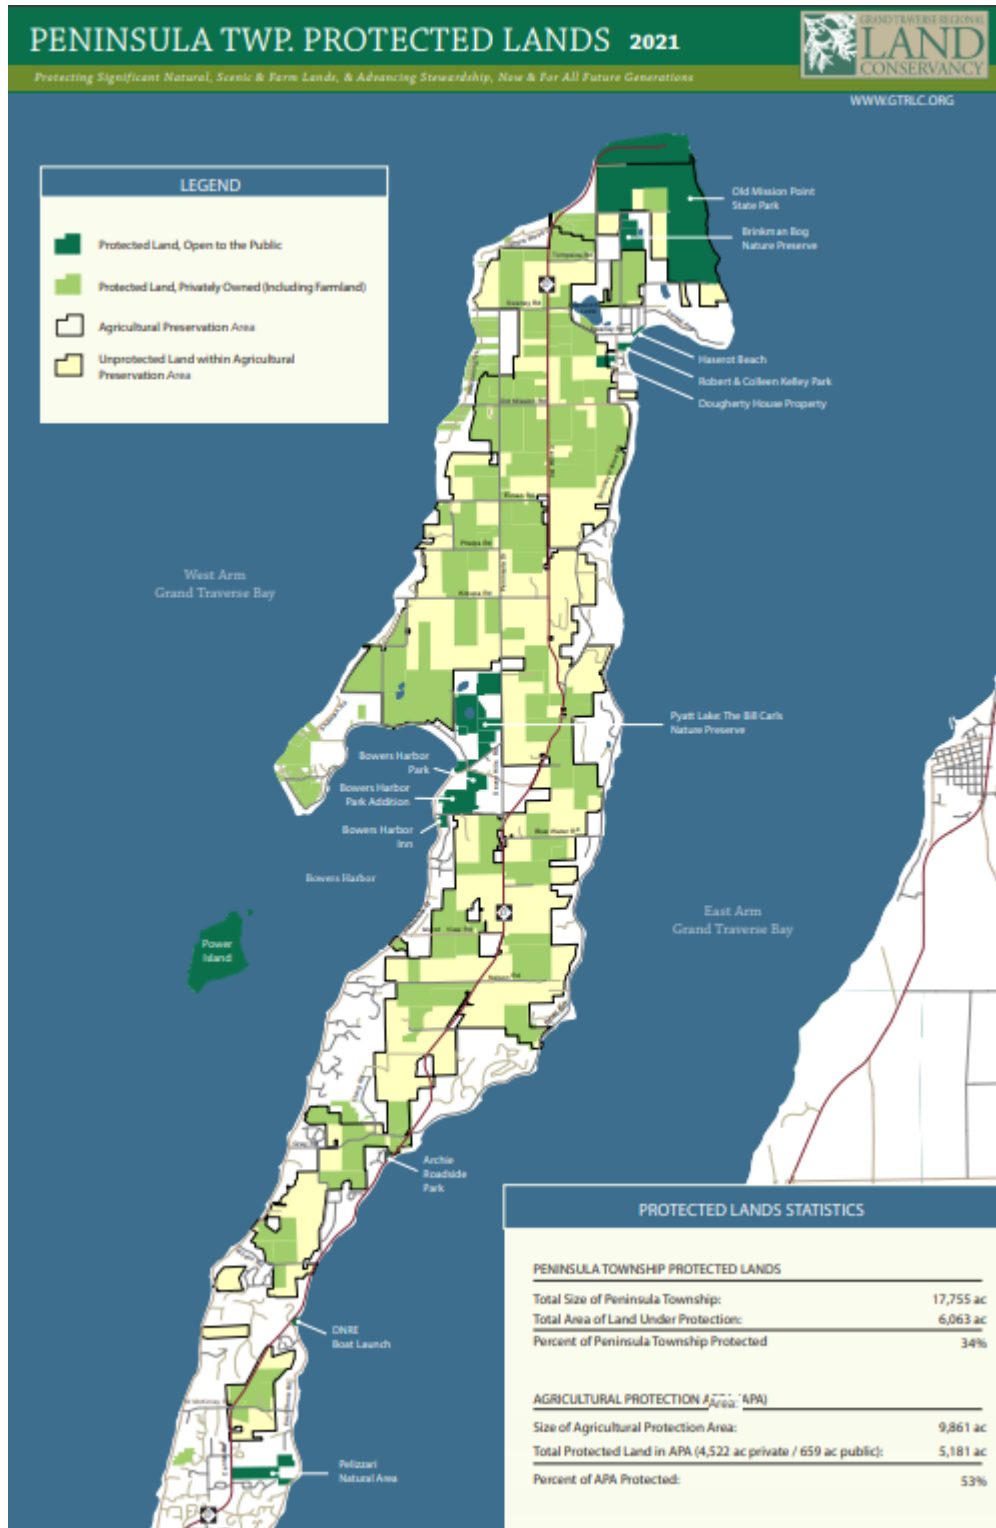 PENINSULA TWP. PROTECTED LANDS 2021
GRAND TRAVERSE REGIONAL
LAND
CONSERVANCY
Protecting Significant Natural, Scenic & Farm Lands, & Advancing Stewardship, Now & For All Future Generations
WWW.GTRLC.ORG
LEGEND
Protected Land, Open to the Public
Protected Land, Privately Owned (Including Farmland)
Agricultural Preservation Area
Unprotected Land within Agricultural
Preservation Area
Old Mission Point
State Park
Brinkman Bog
Nature Preserve
Haserot Beach
Robert & Colleen Kelley Park
Dougherty House Property
West Arm
Grand Traverse Bay
Pyatt Lake: The Bill Carls
Nature Preserve
Bowers Harbor
Park
Bowers Harbor
Park Addition
Bowers Harbor
Inn
Blue Water Rd
Bowers Harbor
East Arm
Grand Traverse Bay
Power
Island
Archie
Roadside
Park
DNRE
Boat Launch
Pelizzari
Natural Area
PROTECTED LANDS STATISTICS
PENINSULA TOWNSHIP PROTECTED LANDS
Total Size of Peninsula Township: 17,755 ac
Total Area of Land Under Protection: 6,063 ac
Percent of Peninsula Township Protected 34%
AGRICULTURAL PROTECTION Area: APA)
Size of Agricultural Protection Area: 9,861 ac
Total Protected Land in APA (4,522 ac private / 659 ac public): 5,181 ac
Percent of APA Protected: 53%